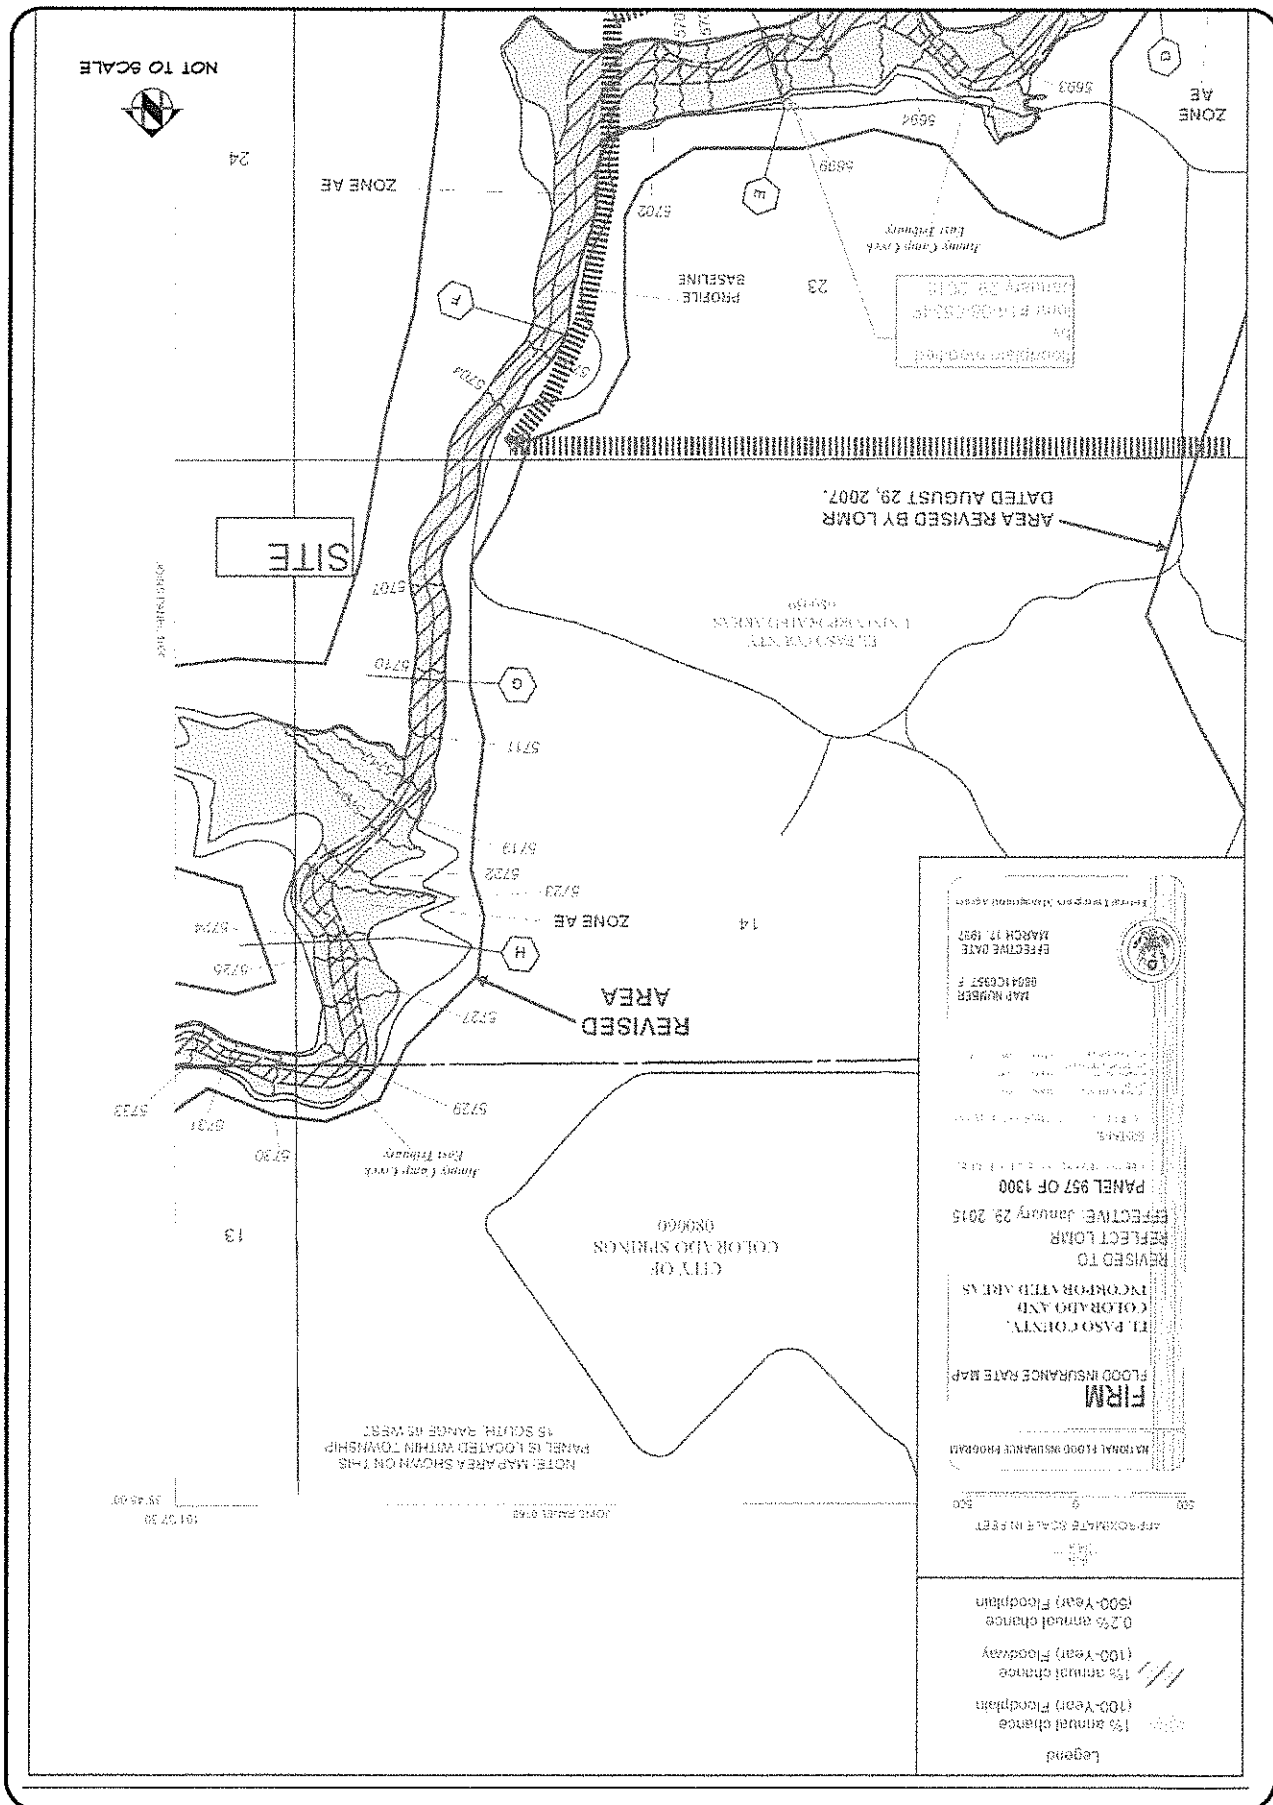 Legend
1% annual chance
(100-Year) Floodplain
1% annual chance
(100-Year) Floodway
0.2% annual chance
(500-Year) Floodplain
APPROXIMATE SCALE IN FEET
500
0
500
NATIONAL FLOOD INSURANCE PROGRAM
FIRM
FLOOD INSURANCE RATE MAP
EL PASO COUNTY,
COLORADO AND
INCORPORATED AREAS
REVISED TO
REFLECT LOMR
EFFECTIVE: January 29, 2015
PANEL 957 OF 1300
MAP NUMBER
08041C0957 F
EFFECTIVE DATE
MARCH 17, 1997
Federal Emergency Management Agency
NOTE: MAP AREA SHOWN ON THIS
PANEL IS LOCATED WITHIN TOWNSHIP
15 SOUTH, RANGE 65 WEST
CITY OF
COLORADO SPRINGS
080060
13
Jimmy Camp Creek
East Tributary
5729
5730
5731
5733
REVISED
AREA
5727
5725
5724
H
14
ZONE AE
5723
5722
5719
5711
G
5710
5707
SITE
EL PASO COUNTY
UNINCORPORATED AREAS
080059
AREA REVISED BY LOMR
DATED AUGUST 29, 2007.
5704
floodplain modified
by
January 29, 2015
F
23
PROFILE
BASELINE
Jimmy Camp Creek
East Tributary
5702
E
5699
5694
5693
ZONE AE
24
ZONE
AE
D
NOT TO SCALE
N